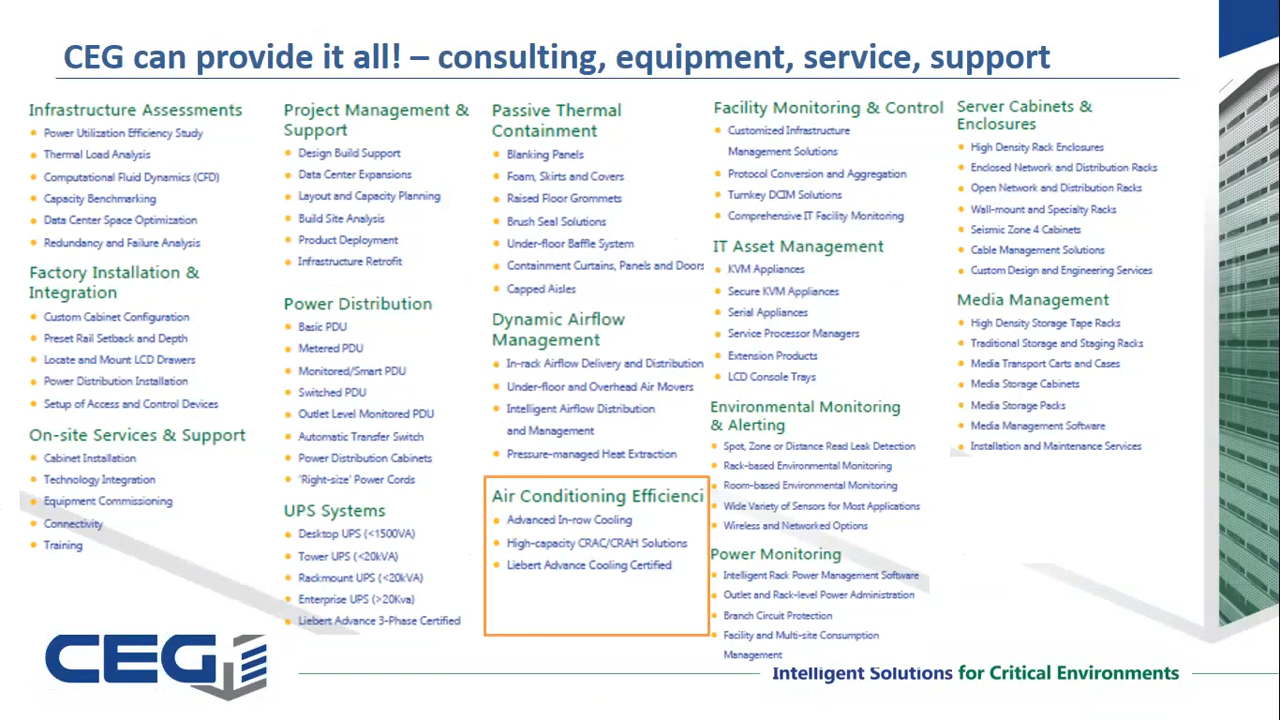 CEG can provide it all! – consulting, equipment, service, support
Infrastructure Assessments
Power Utilization Efficiency Study
Thermal Load Analysis
Computational Fluid Dynamics (CFD)
Capacity Benchmarking
Data Center Space Optimization
Redundancy and Failure Analysis
Factory Installation &
Integration
Custom Cabinet Configuration
Preset Rail Setback and Depth
Locate and Mount LCD Drawers
Power Distribution Installation
Setup of Access and Control Devices
On-site Services & Support
Cabinet Installation
Technology Integration
Equipment Commissioning
Connectivity
Training
Project Management &
Support
Design Build Support
Data Center Expansions
Layout and Capacity Planning
Build Site Analysis
Product Deployment
Infrastructure Retrofit
Power Distribution
Basic PDU
Metered PDU
Monitored/Smart PDU
Switched PDU
Outlet Level Monitored PDU
Automatic Transfer Switch
Power Distribution Cabinets
'Right-size' Power Cords
UPS Systems
Desktop UPS (<1500VA)
Tower UPS (<20kVA)
Rackmount UPS (<20kVA)
Enterprise UPS (>20Kva)
Liebert Advance 3-Phase Certified
Passive Thermal
Containment
Blanking Panels
Foam, Skirts and Covers
Raised Floor Grommets
Brush Seal Solutions
Under-floor Baffle System
Containment Curtains, Panels and Doors
Capped Aisles
Dynamic Airflow
Management
In-rack Airflow Delivery and Distribution
Under-floor and Overhead Air Movers
Intelligent Airflow Distribution
and Management
Pressure-managed Heat Extraction
Air Conditioning Efficienci
Advanced In-row Cooling
High-capacity CRAC/CRAH Solutions
Liebert Advance Cooling Certified
Facility Monitoring & Control
Customized Infrastructure
Management Solutions
Protocol Conversion and Aggregation
Turnkey DCIM Solutions
Comprehensive IT Facility Monitoring
IT Asset Management
KVM Appliances
Secure KVM Appliances
Serial Appliances
Service Processor Managers
Extension Products
LCD Console Trays
Environmental Monitoring
& Alerting
Spot, Zone or Distance Read Leak Detection
Rack-based Environmental Monitoring
Room-based Environmental Monitoring
Wide Variety of Sensors for Most Applications
Wireless and Networked Options
Power Monitoring
Intelligent Rack Power Management Software
Outlet and Rack-level Power Administration
Branch Circuit Protection
Facility and Multi-site Consumption
Management
Server Cabinets &
Enclosures
High Density Rack Enclosures
Enclosed Network and Distribution Racks
Open Network and Distribution Racks
Wall-mount and Specialty Racks
Seismic Zone 4 Cabinets
Cable Management Solutions
Custom Design and Engineering Services
Media Management
High Density Storage Tape Racks
Traditional Storage and Staging Racks
Media Transport Carts and Cases
Media Storage Cabinets
Media Storage Packs
Media Management Software
Installation and Maintenance Services
CEG
Intelligent Solutions for Critical Environments